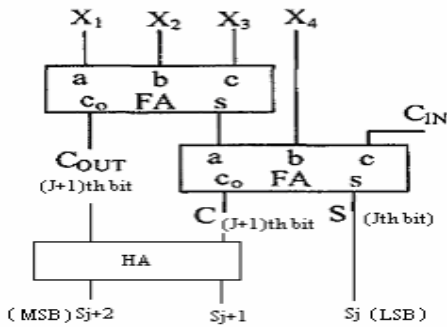 X1 X2 X3 X4
a b c
co FA s
CIN
COUT
(J+1)th bit
a b c
co FA s
C (J+1)th bit S (Jth bit)
HA
(MSB) Sj+2 Sj+1 Sj (LSB)